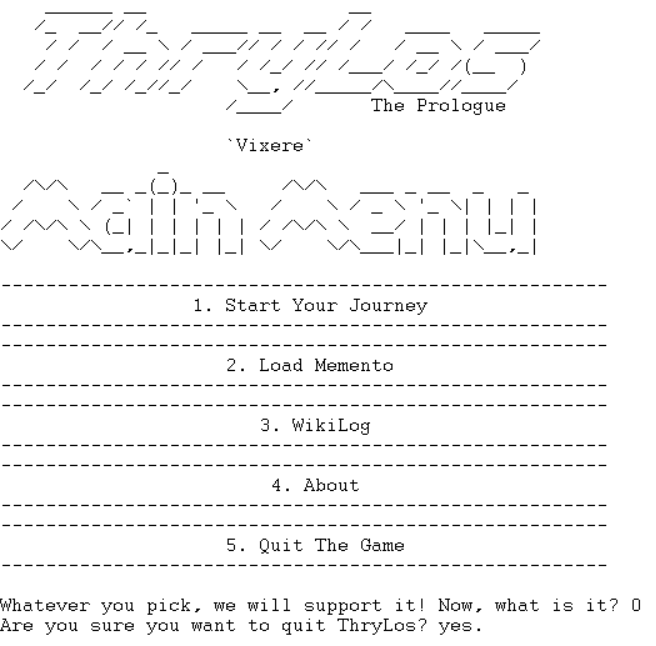 ThryLos
The Prologue
`Vixere`
Main Menu
1. Start Your Journey
2. Load Memento
3. WikiLog
4. About
5. Quit The Game
Whatever you pick, we will support it! Now, what is it? 0
Are you sure you want to quit ThryLos? yes.